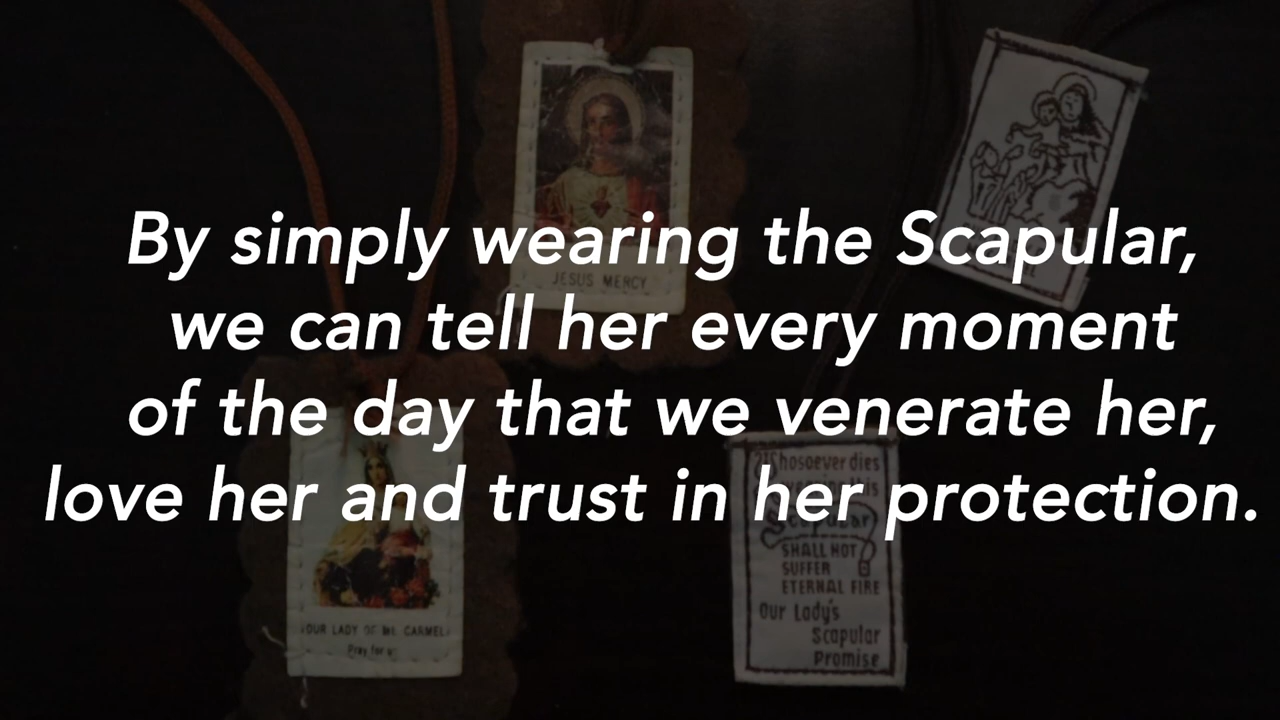 By simply wearing the Scapular,
we can tell her every moment
of the day that we venerate her,
love her and trust in her protection.
JESUS MERCY
OUR LADY OF Mt. CARMEL
Pray for us
Whosoever dies
Scapular
SHALL NOT
SUFFER
ETERNAL FIRE
Our Lady's
Scapular
Promise